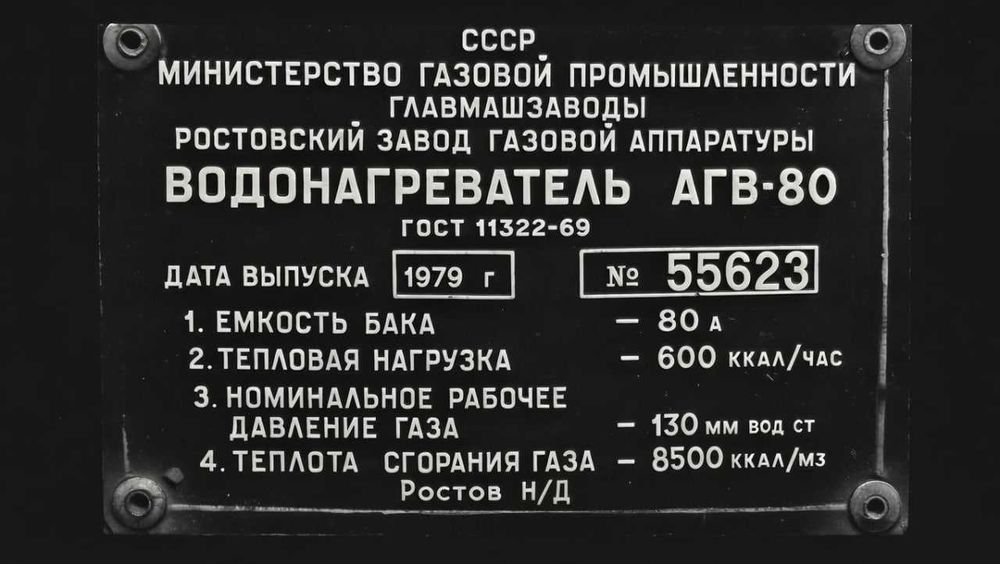 СССР
МИНИСТЕРСТВО ГАЗОВОЙ ПРОМЫШЛЕННОСТИ
ГЛАВМАШЗАВОДЫ
РОСТОВСКИЙ ЗАВОД ГАЗОВОЙ АППАРАТУРЫ
ВОДОНАГРЕВАТЕЛЬ АГВ-80
ГОСТ 11322-69
ДАТА ВЫПУСКА 1979 г № 55623
1. ЕМКОСТЬ БАКА — 80 л
2. ТЕПЛОВАЯ НАГРУЗКА — 600 ККАЛ/ЧАС
3. НОМИНАЛЬНОЕ РАБОЧЕЕ
ДАВЛЕНИЕ ГАЗА — 130 ММ ВОД СТ
4. ТЕПЛОТА СГОРАНИЯ ГАЗА — 8500 ККАЛ/М3
Ростов Н/Д